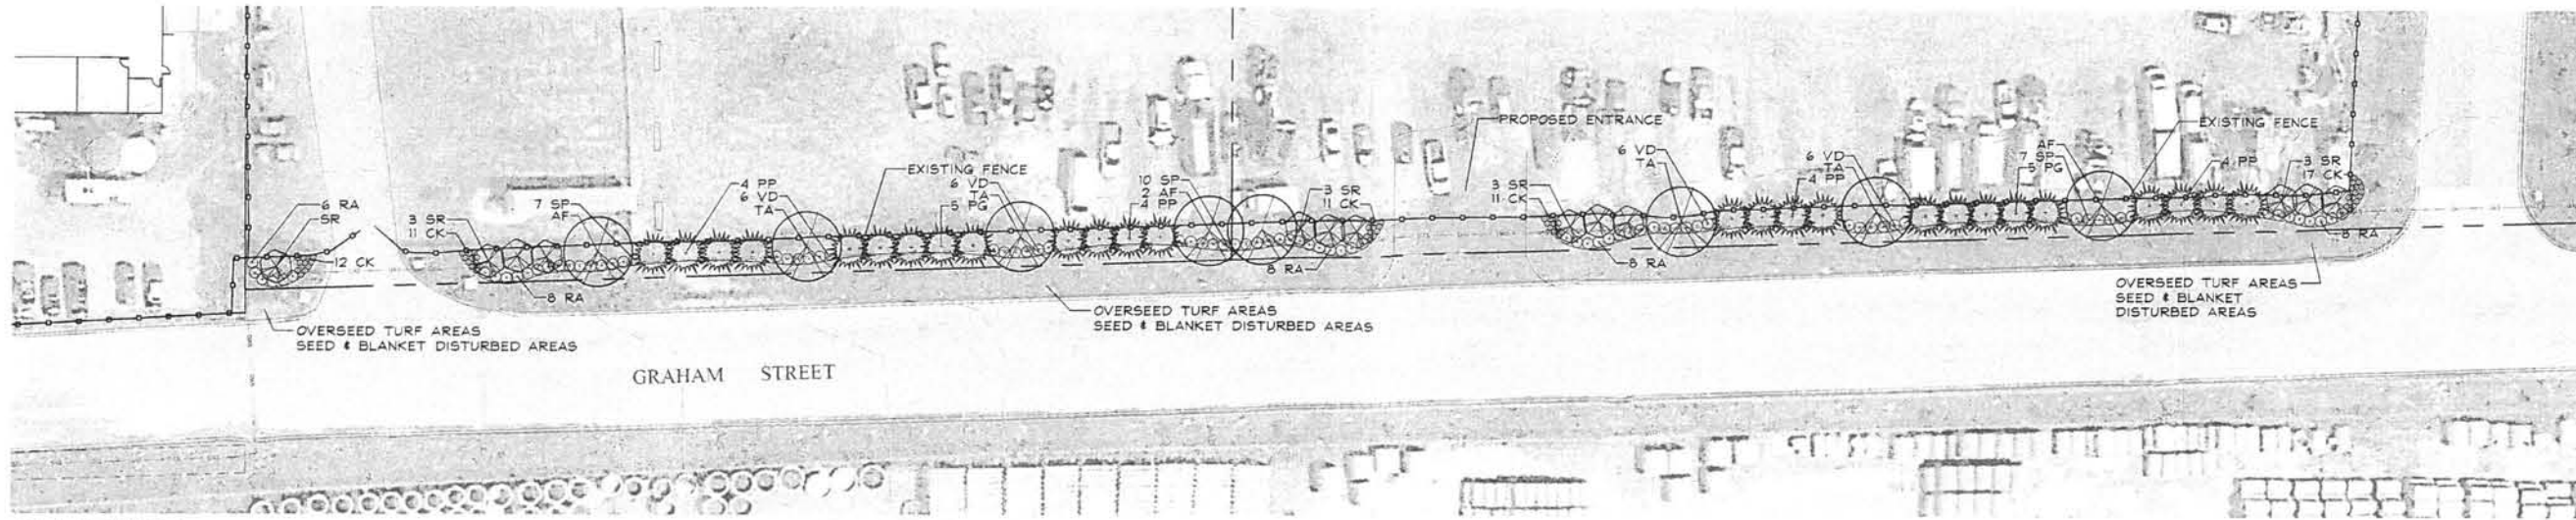 6 RA
SR
12 CK
OVERSEED TURF AREAS
SEED & BLANKET DISTURBED AREAS
3 SR
11 CK
8 RA
7 SP
AF
4 PP
6 VD
TA
EXISTING FENCE
5 PG
6 VD
TA
10 SP
2 AF
4 PP
3 SR
11 CK
8 RA
OVERSEED TURF AREAS
SEED & BLANKET DISTURBED AREAS
PROPOSED ENTRANCE
3 SR
11 CK
8 RA
6 VD
TA
4 PP
6 VD
TA
5 PG
7 SP
AF
EXISTING FENCE
4 PP
3 SR
17 CK
8 RA
OVERSEED TURF AREAS
SEED & BLANKET
DISTURBED AREAS
GRAHAM STREET